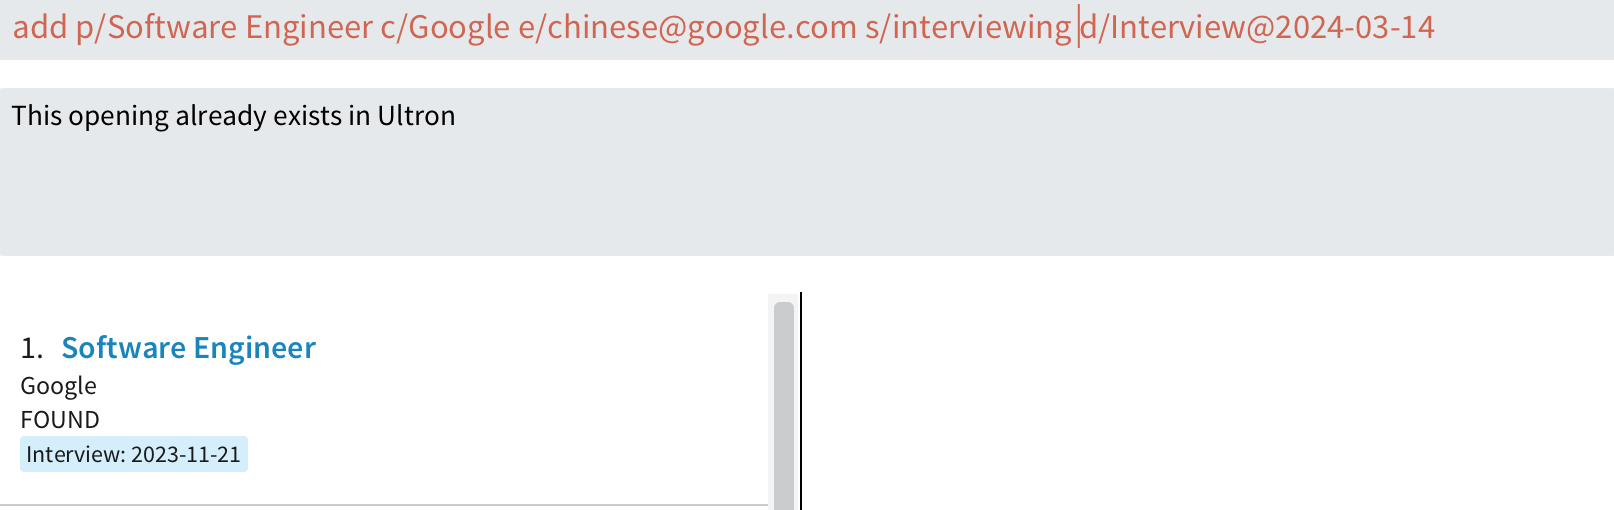 add p/Software Engineer c/Google e/chinese@google.com s/interviewing d/Interview@2024-03-14
This opening already exists in Ultron
1. Software Engineer
Google
FOUND
Interview: 2023-11-21